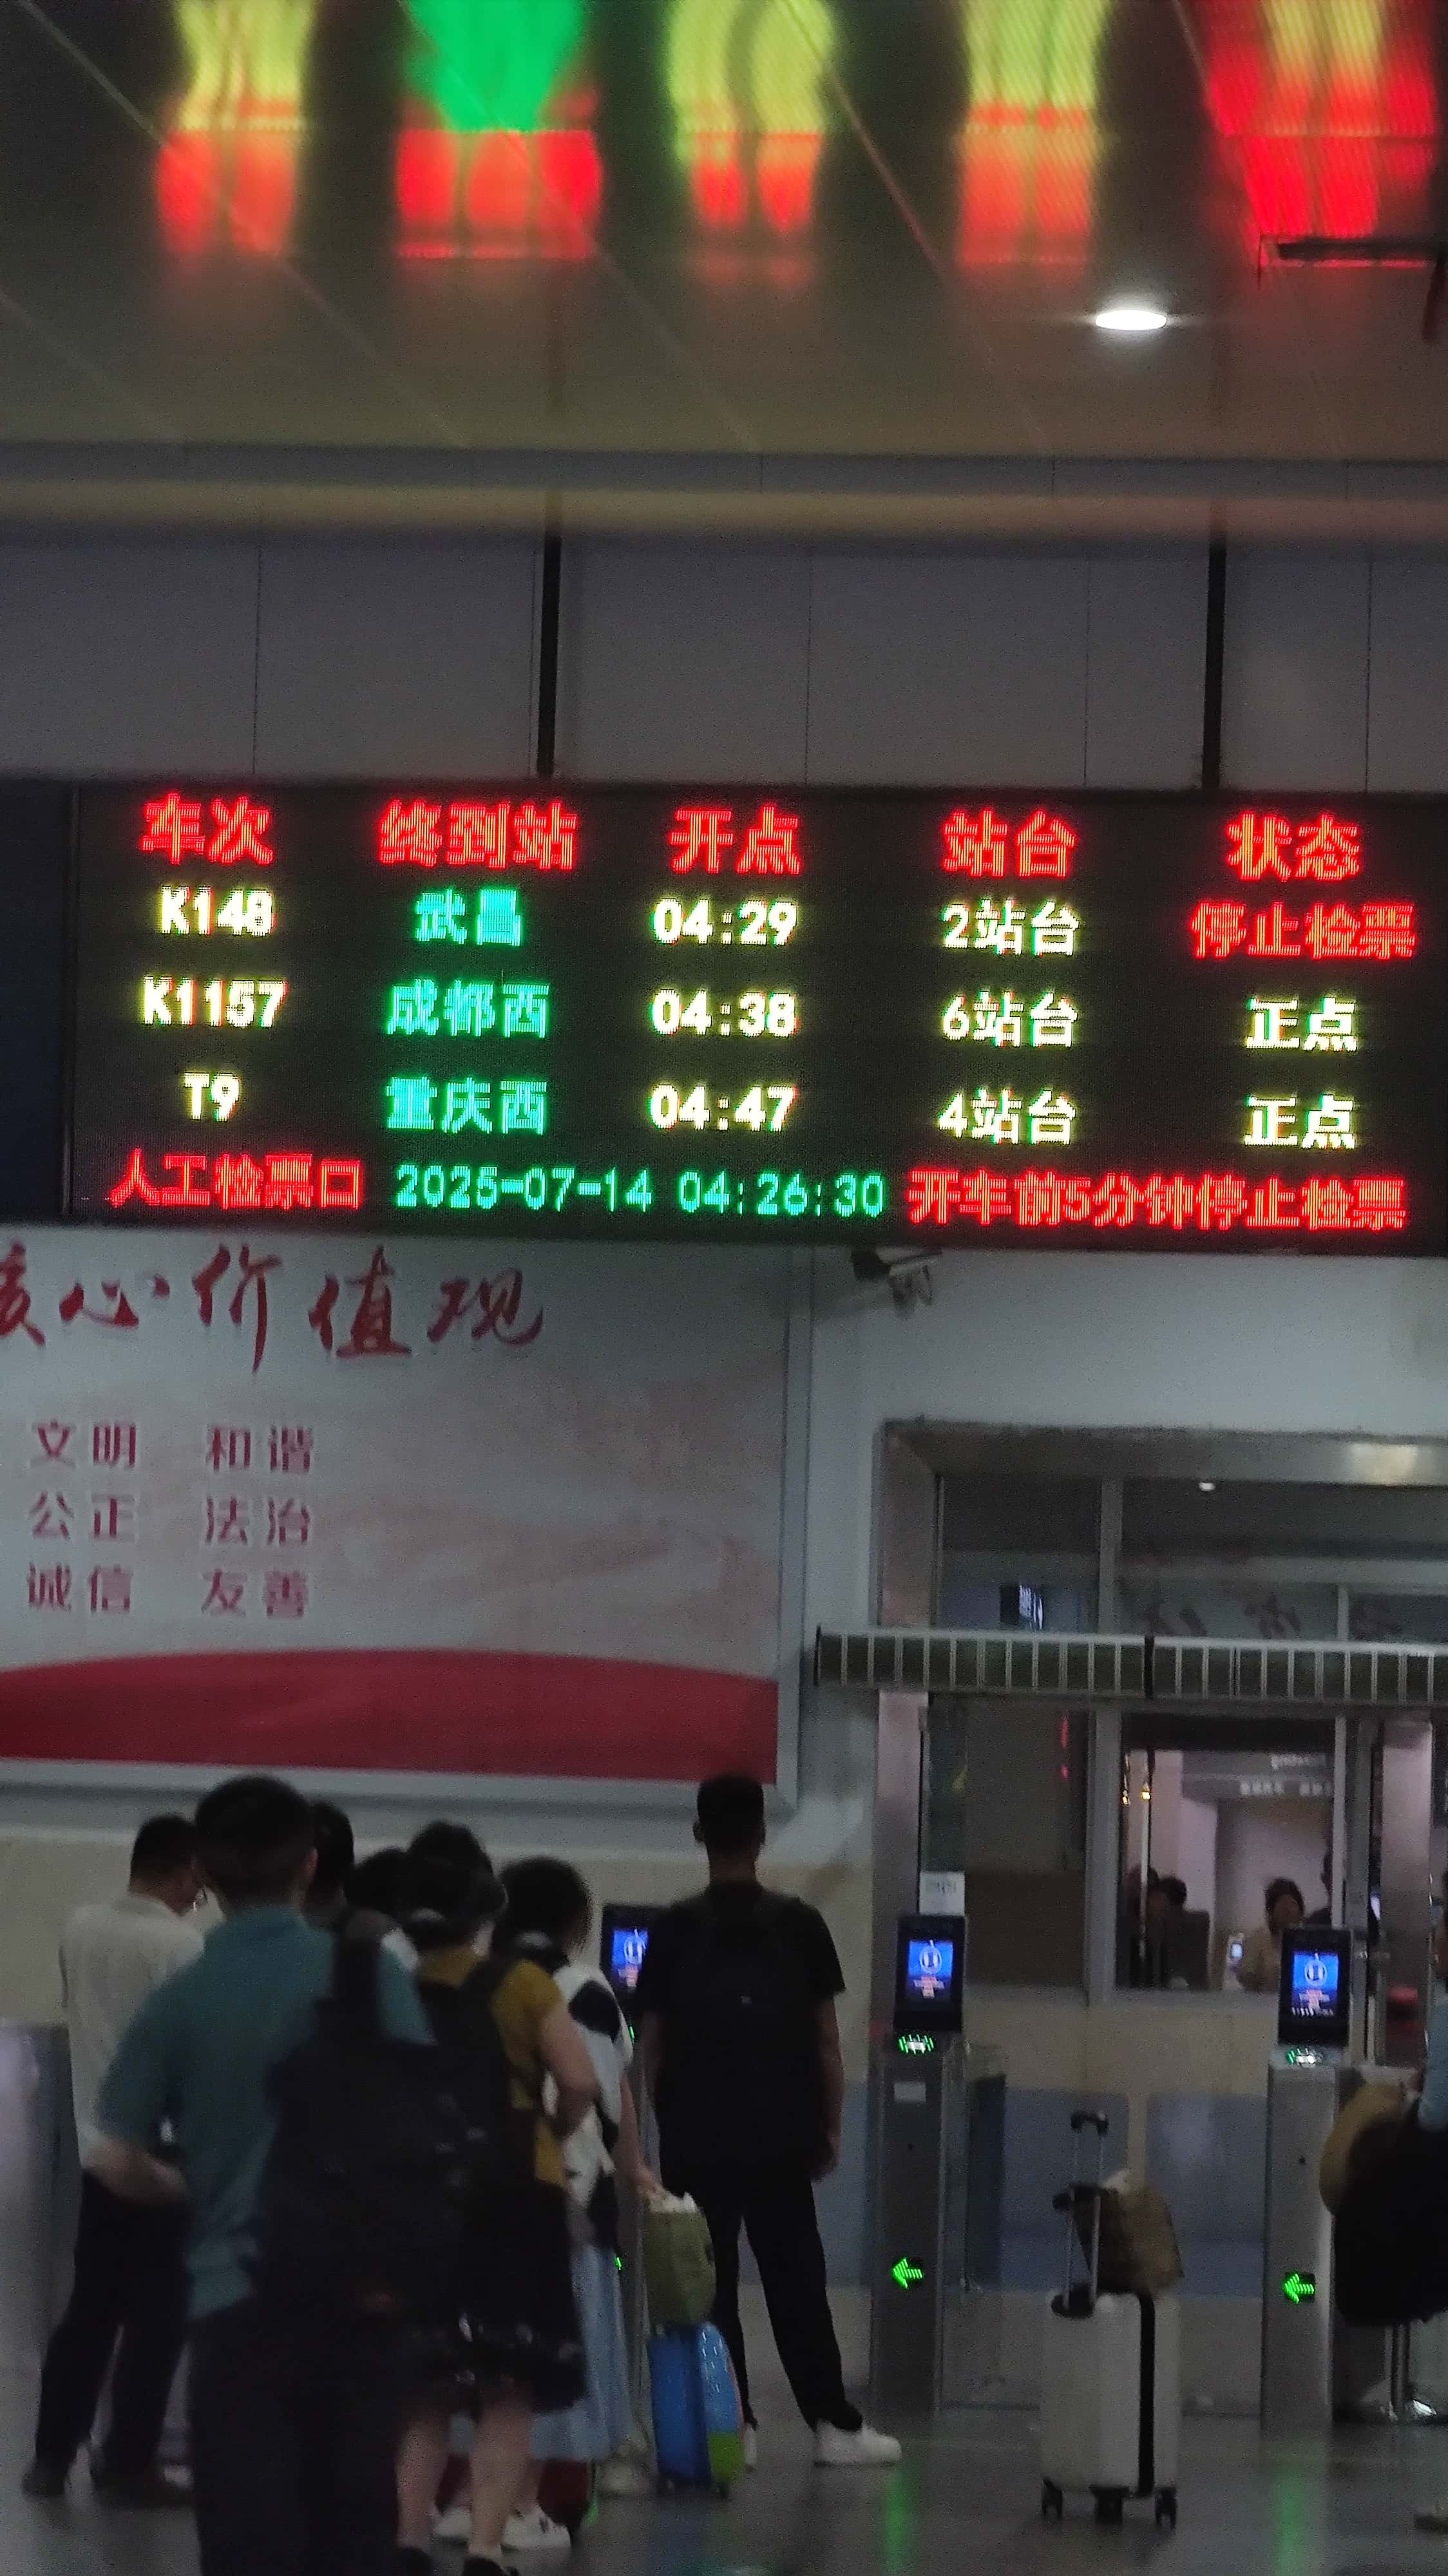 车次 终到站 开点 站台 状态
K148 武昌 04:29 2站台 停止检票
K1157 成都西 04:38 6站台 正点
T9 重庆西 04:47 4站台 正点
人工检票口 2025-07-14 04:26:30 开车前5分钟停止检票
核心价值观
文明 和谐
公正 法治
诚信 友善